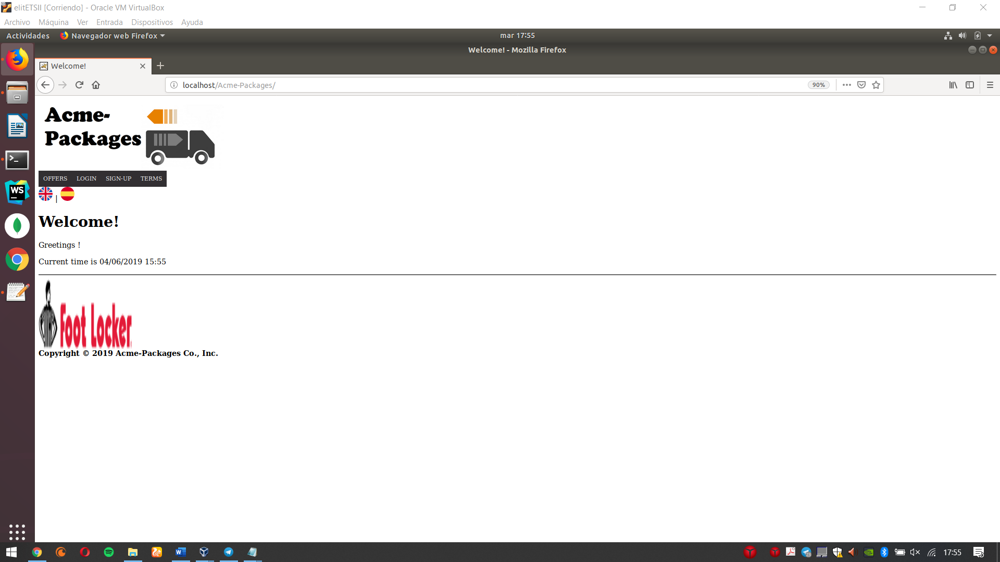 elitETSII [Corriendo] - Oracle VM VirtualBox
Archivo Máquina Ver Entrada Dispositivos Ayuda
Actividades Navegador web Firefox mar 17:55
Welcome! - Mozilla Firefox
Welcome!
localhost/Acme-Packages/ 90%
Acme-
Packages
OFFERS LOGIN SIGN-UP TERMS
|
WS
Welcome!
Greetings !
Current time is 04/06/2019 15:55
Foot Locker.
Copyright © 2019 Acme-Packages Co., Inc.
17:55